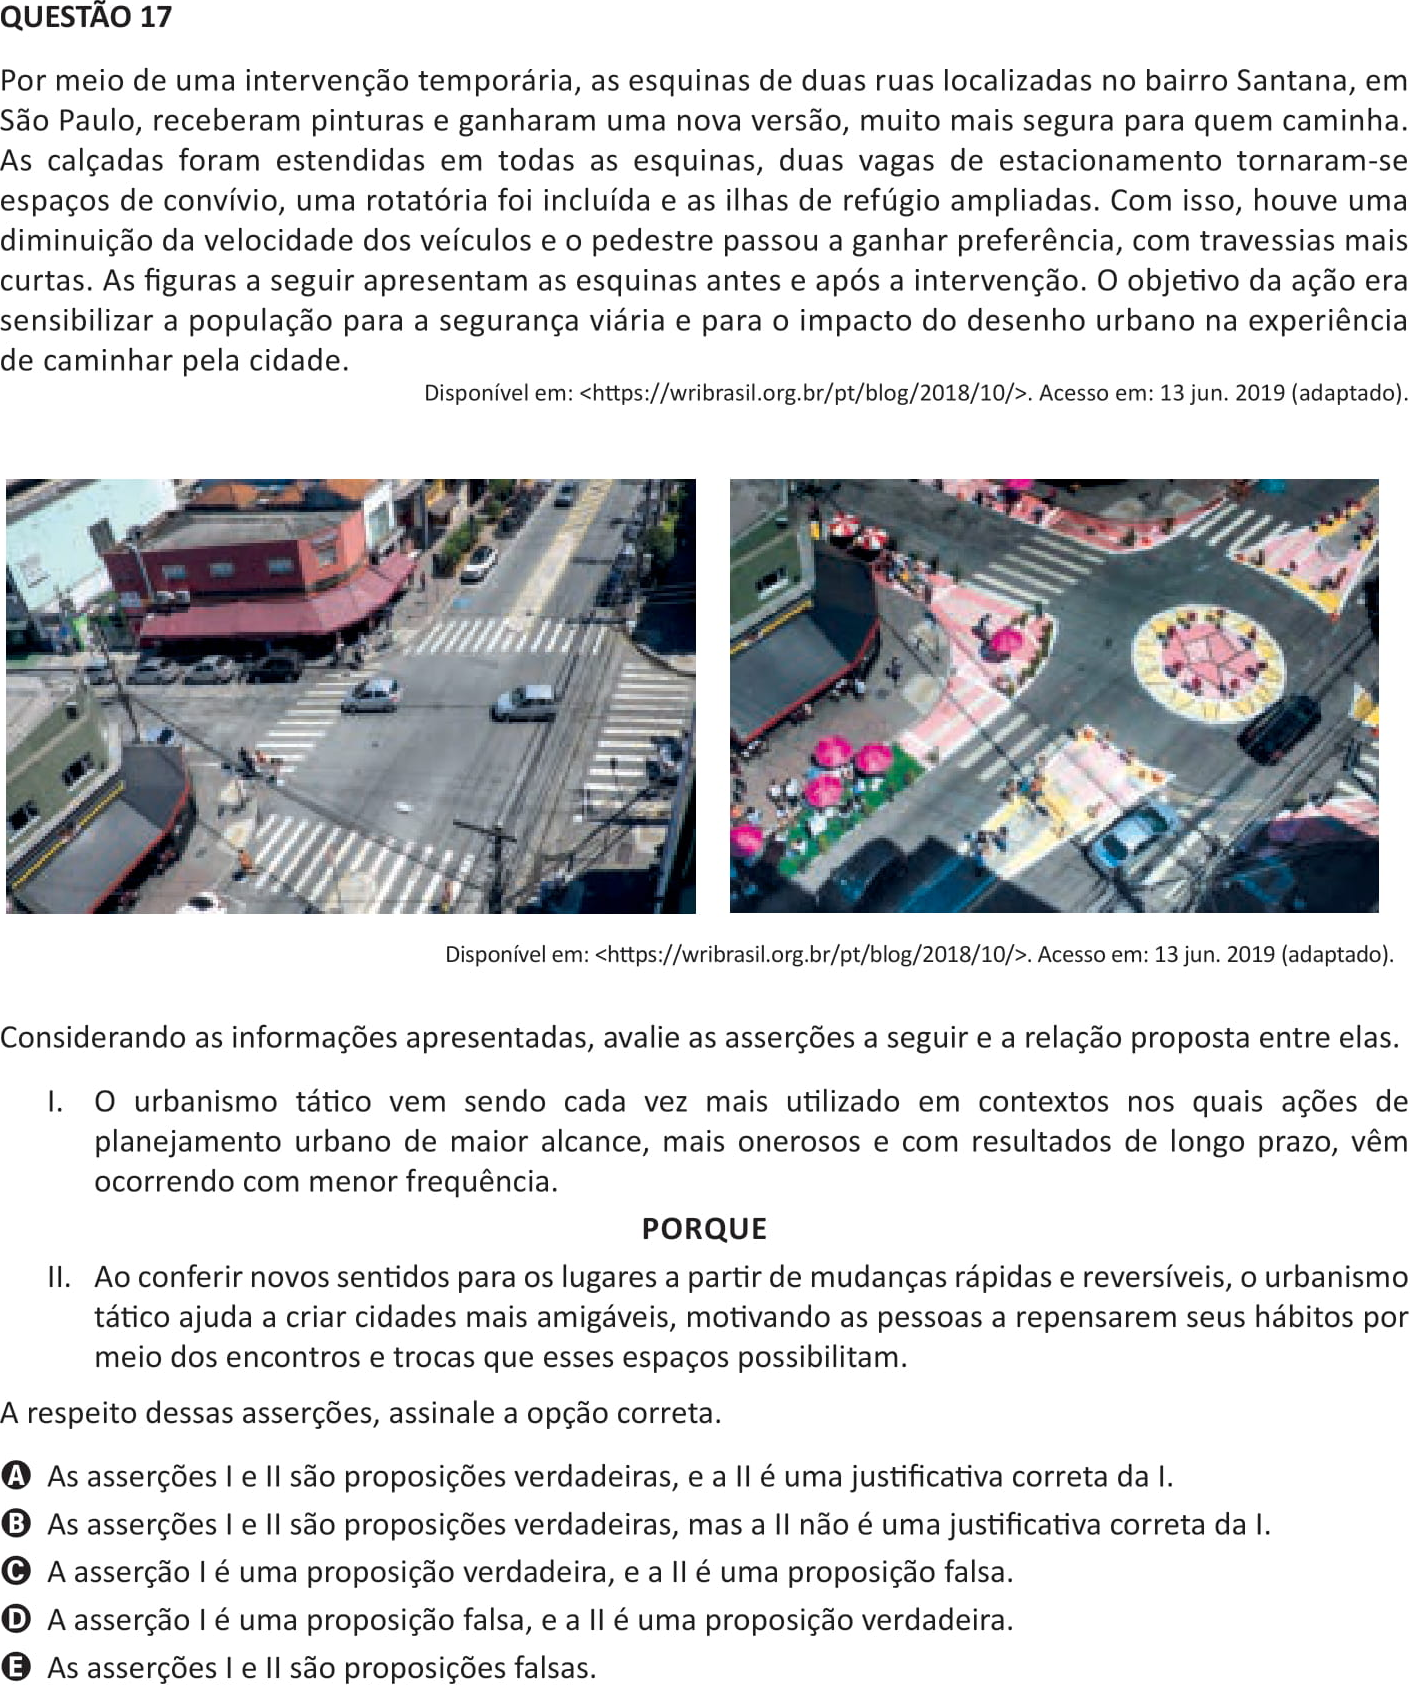 QUESTÃO 17
Por meio de uma intervenção temporária, as esquinas de duas ruas localizadas no bairro Santana, em
São Paulo, receberam pinturas e ganharam uma nova versão, muito mais segura para quem caminha.
As calçadas foram estendidas em todas as esquinas, duas vagas de estacionamento tornaram-se
espaços de convívio, uma rotatória foi incluída e as ilhas de refúgio ampliadas. Com isso, houve uma
diminuição da velocidade dos veículos e o pedestre passou a ganhar preferência, com travessias mais
curtas. As figuras a seguir apresentam as esquinas antes e após a intervenção. O objetivo da ação era
sensibilizar a população para a segurança viária e para o impacto do desenho urbano na experiência
de caminhar pela cidade.
Disponível em: <https://wribrasil.org.br/pt/blog/2018/10/>. Acesso em: 13 jun. 2019 (adaptado).
Disponível em: <https://wribrasil.org.br/pt/blog/2018/10/>. Acesso em: 13 jun. 2019 (adaptado).
Considerando as informações apresentadas, avalie as asserções a seguir e a relação proposta entre elas.
I. O urbanismo tático vem sendo cada vez mais utilizado em contextos nos quais ações de
planejamento urbano de maior alcance, mais onerosos e com resultados de longo prazo, vêm
ocorrendo com menor frequência.
PORQUE
II. Ao conferir novos sentidos para os lugares a partir de mudanças rápidas e reversíveis, o urbanismo
tático ajuda a criar cidades mais amigáveis, motivando as pessoas a repensarem seus hábitos por
meio dos encontros e trocas que esses espaços possibilitam.
A respeito dessas asserções, assinale a opção correta.
A As asserções I e II são proposições verdadeiras, e a II é uma justificativa correta da I.
B As asserções I e II são proposições verdadeiras, mas a II não é uma justificativa correta da I.
C A asserção I é uma proposição verdadeira, e a II é uma proposição falsa.
D A asserção I é uma proposição falsa, e a II é uma proposição verdadeira.
E As asserções I e II são proposições falsas.